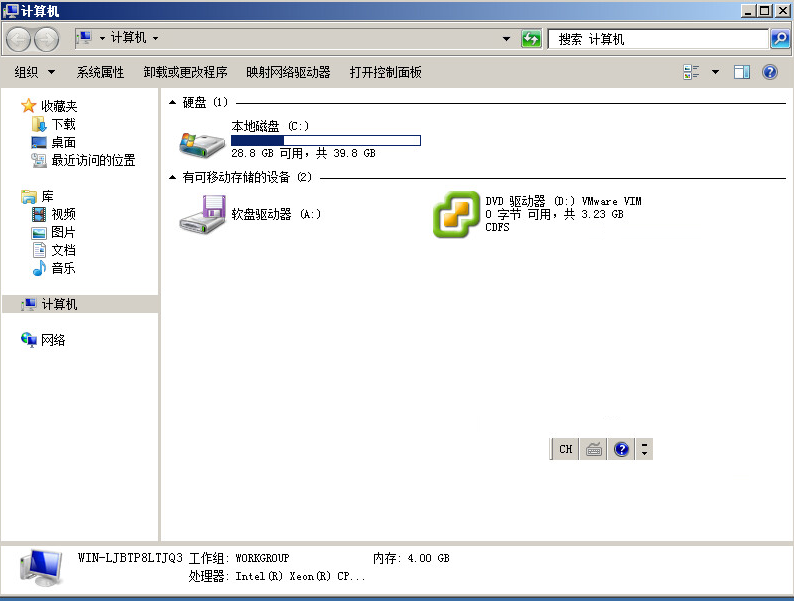 计算机
计算机
搜索 计算机
组织 系统属性 卸载或更改程序 映射网络驱动器 打开控制面板
收藏夹
下载
桌面
最近访问的位置
库
视频
图片
文档
音乐
计算机
网络
硬盘 (1)
本地磁盘 (C:)
28.8 GB 可用，共 39.8 GB
有可移动存储的设备 (2)
软盘驱动器 (A:)
DVD 驱动器 (D:) VMware VIM
0 字节 可用，共 3.23 GB
CDFS
CH
WIN-LJBTP8LTJQ3 工作组: WORKGROUP 内存: 4.00 GB
处理器: Intel(R) Xeon(R) CP...